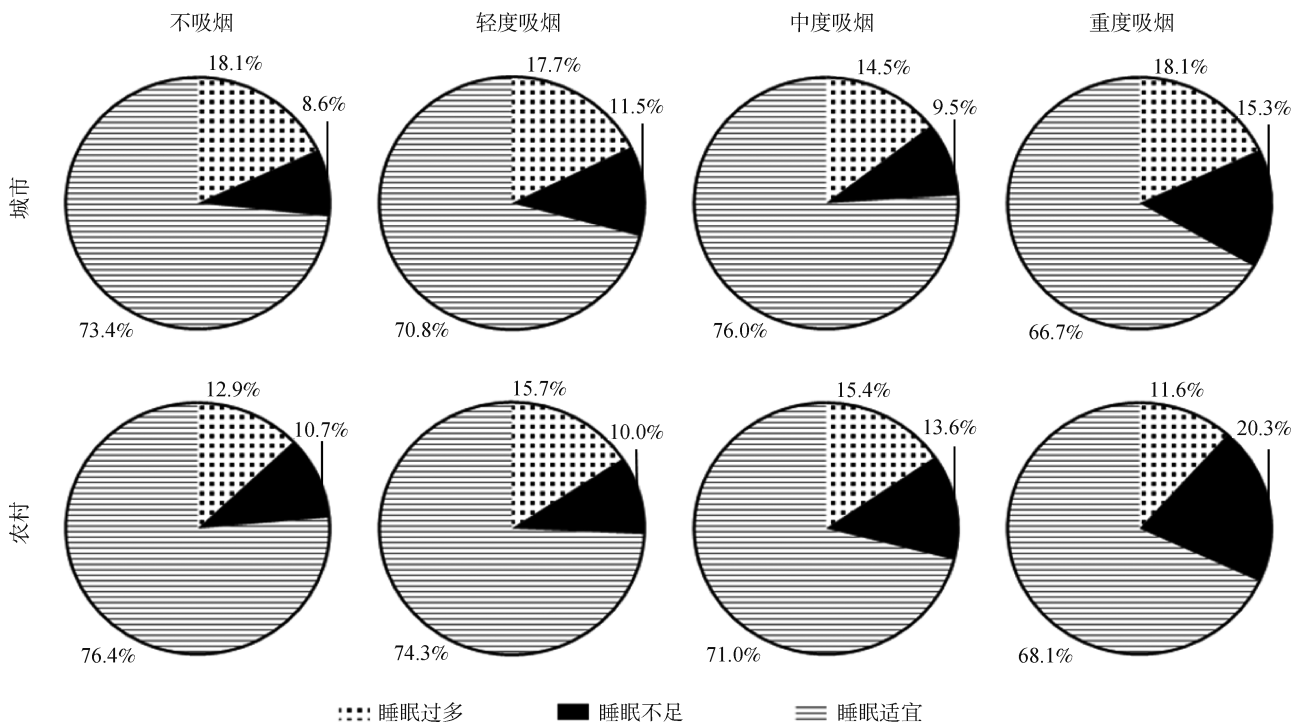 不吸烟 轻度吸烟 中度吸烟 重度吸烟
18.1% 17.7% 14.5% 18.1%
8.6% 11.5% 9.5% 15.3%
城市
73.4% 70.8% 76.0% 66.7%
12.9% 15.7% 15.4% 11.6%
10.7% 10.0% 13.6% 20.3%
农村
76.4% 74.3% 71.0% 68.1%
睡眠过多 睡眠不足 睡眠适宜